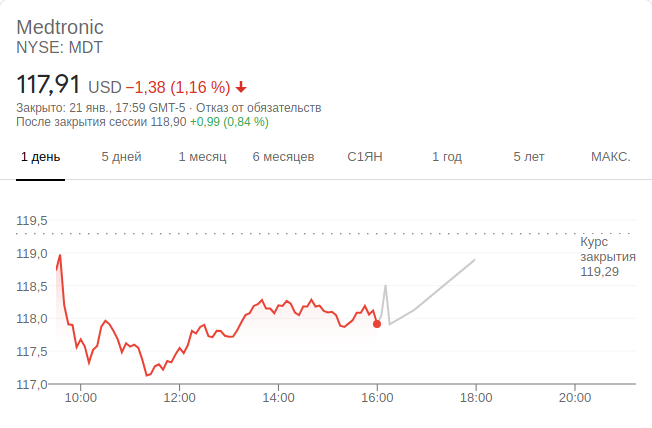 Medtronic
NYSE: MDT
117,91 USD −1,38 (1,16 %)
Закрыто: 21 янв., 17:59 GMT-5 · Отказ от обязательств
После закрытия сессии 118,90 +0,99 (0,84 %)
1 день 5 дней 1 месяц 6 месяцев С1ЯН 1 год 5 лет МАКС.
119,5
Курс
закрытия
119,29
119,0
118,5
118,0
117,5
117,0
10:00 12:00 14:00 16:00 18:00 20:00